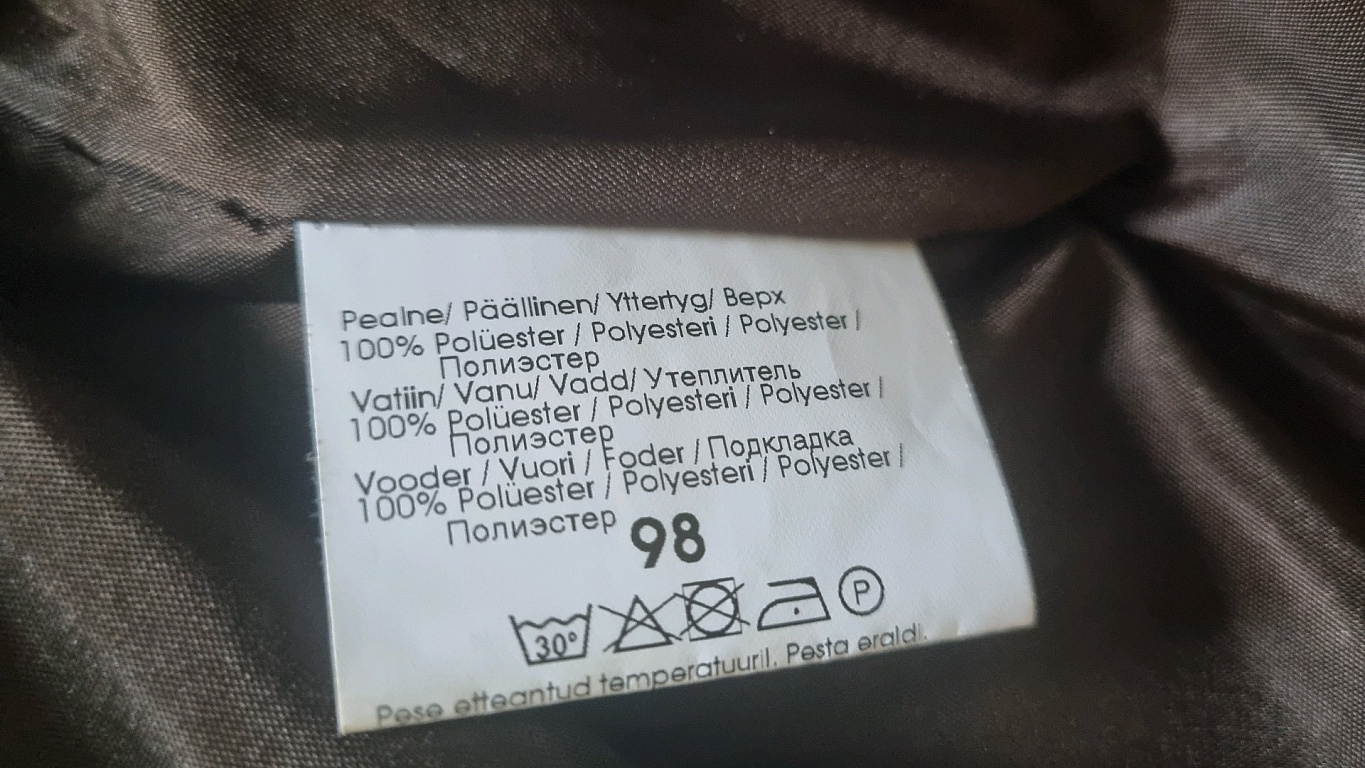 Pealne/ Päällinen/ Yttertyg/ Верх
100% Polüester / Polyesteri / Polyester /
Полиэстер
Vatiin/ Vanu/ Vadd/ Утеплитель
100% Polüester / Polyesteri / Polyester /
Полиэстер
Vooder / Vuori / Foder / Подкладка
100% Polüester / Polyesteri / Polyester /
Полиэстер
98
30° P
Pese etteantud temperatuuril. Pesta eraldi.